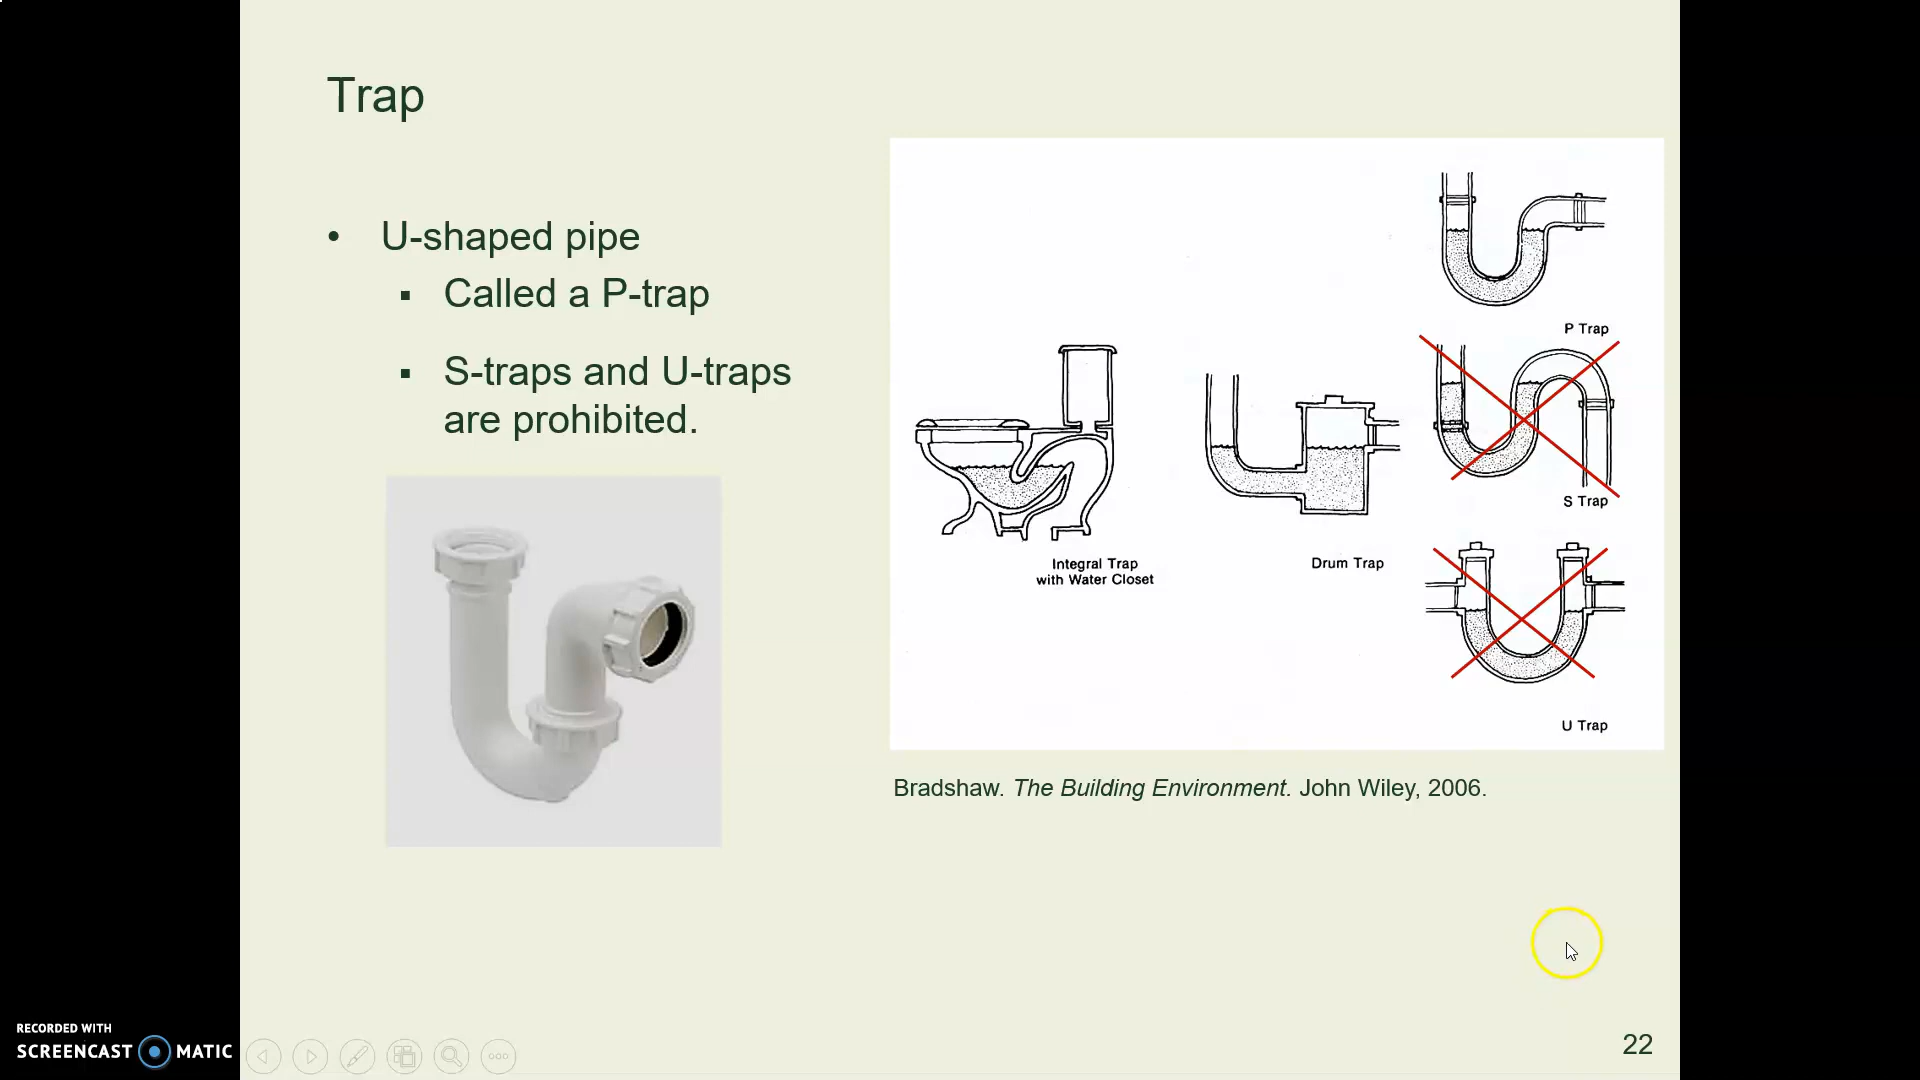 Trap
• U-shaped pipe
▪ Called a P-trap
▪ S-traps and U-traps
are prohibited.
P Trap
S Trap
Integral Trap
with Water Closet
Drum Trap
U Trap
Bradshaw. The Building Environment. John Wiley, 2006.
22
RECORDED WITH
SCREENCAST MATIC